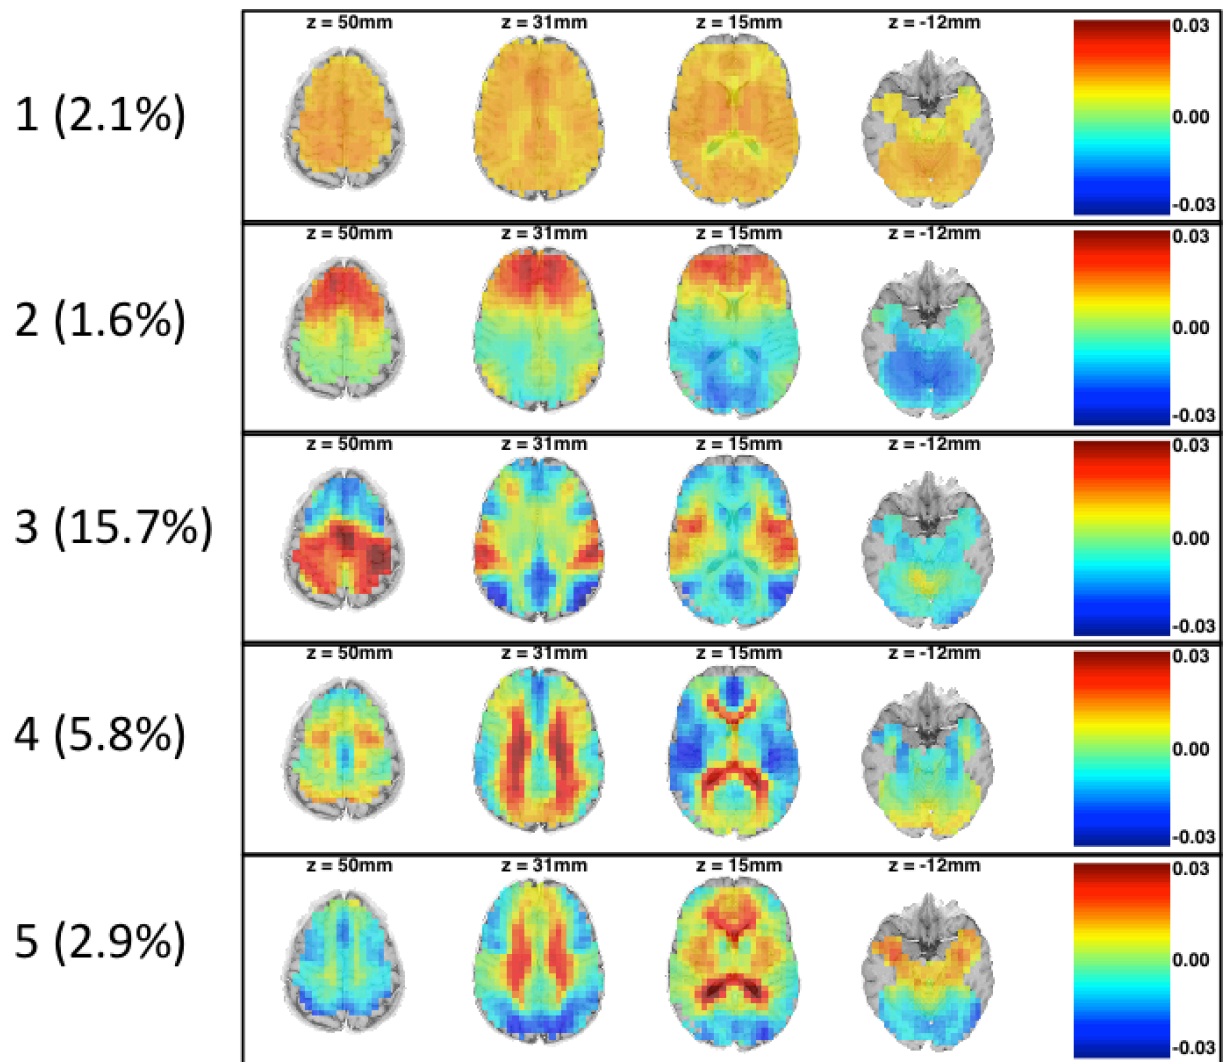 z = 50mm z = 31mm z = 15mm z = -12mm 0.03
1 (2.1%) 0.00
-0.03
z = 50mm z = 31mm z = 15mm z = -12mm 0.03
2 (1.6%) 0.00
-0.03
z = 50mm z = 31mm z = 15mm z = -12mm 0.03
3 (15.7%) 0.00
-0.03
z = 50mm z = 31mm z = 15mm z = -12mm 0.03
4 (5.8%) 0.00
-0.03
z = 50mm z = 31mm z = 15mm z = -12mm 0.03
5 (2.9%) 0.00
-0.03